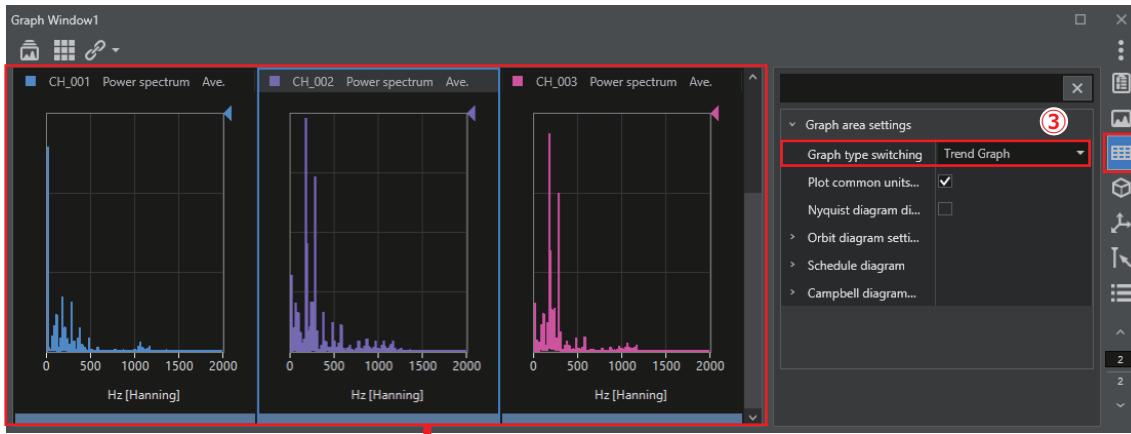 Graph Window1
CH_001 Power spectrum Ave.
CH_002 Power spectrum Ave.
CH_003 Power spectrum Ave.
0 500 1000 1500 2000
0 500 1000 1500 2000
0 500 1000 1500 2000
Hz [Hanning]
Hz [Hanning]
Hz [Hanning]
③
Graph area settings
Graph type switching Trend Graph
Plot common units...
Nyquist diagram di...
Orbit diagram setti...
Schedule diagram
Campbell diagram...
2
2